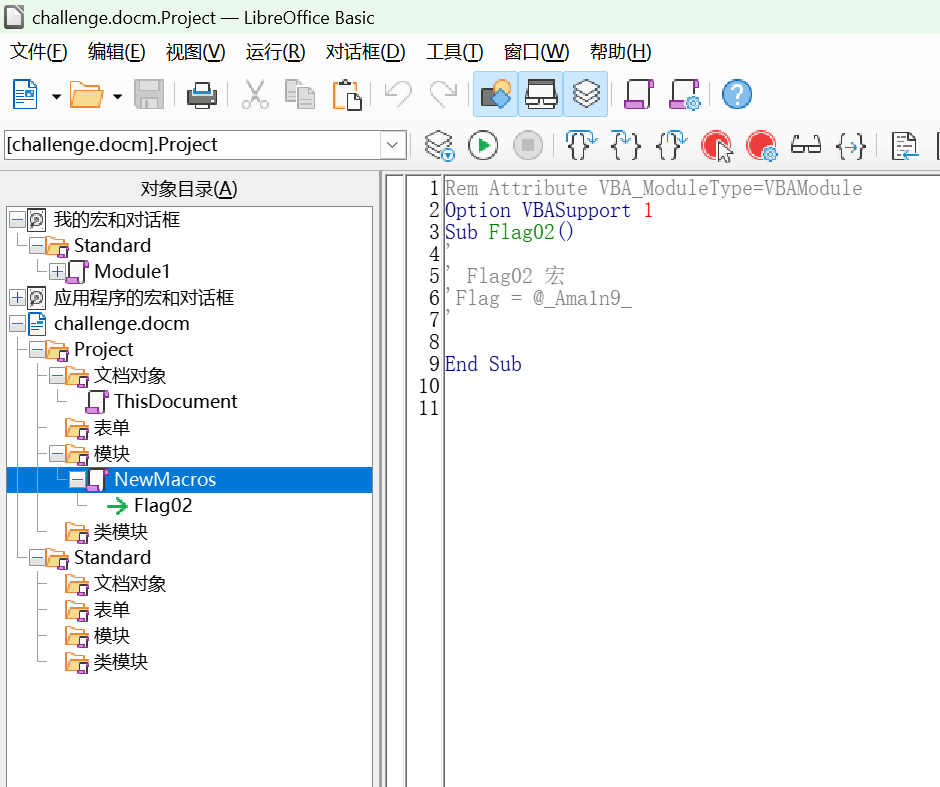 challenge.docm.Project — LibreOffice Basic
文件(F) 编辑(E) 视图(V) 运行(R) 对话框(D) 工具(T) 窗口(W) 帮助(H)
[challenge.docm].Project
对象目录(A)
我的宏和对话框
Standard
Module1
应用程序的宏和对话框
challenge.docm
Project
文档对象
ThisDocument
表单
模块
NewMacros
Flag02
类模块
Standard
文档对象
表单
模块
类模块
1 Rem Attribute VBA_ModuleType=VBAModule
2 Option VBASupport 1
3 Sub Flag02()
4 '
5 ' Flag02 宏
6 'Flag = @_Ama1n9_
7 '
8
9 End Sub
10
11